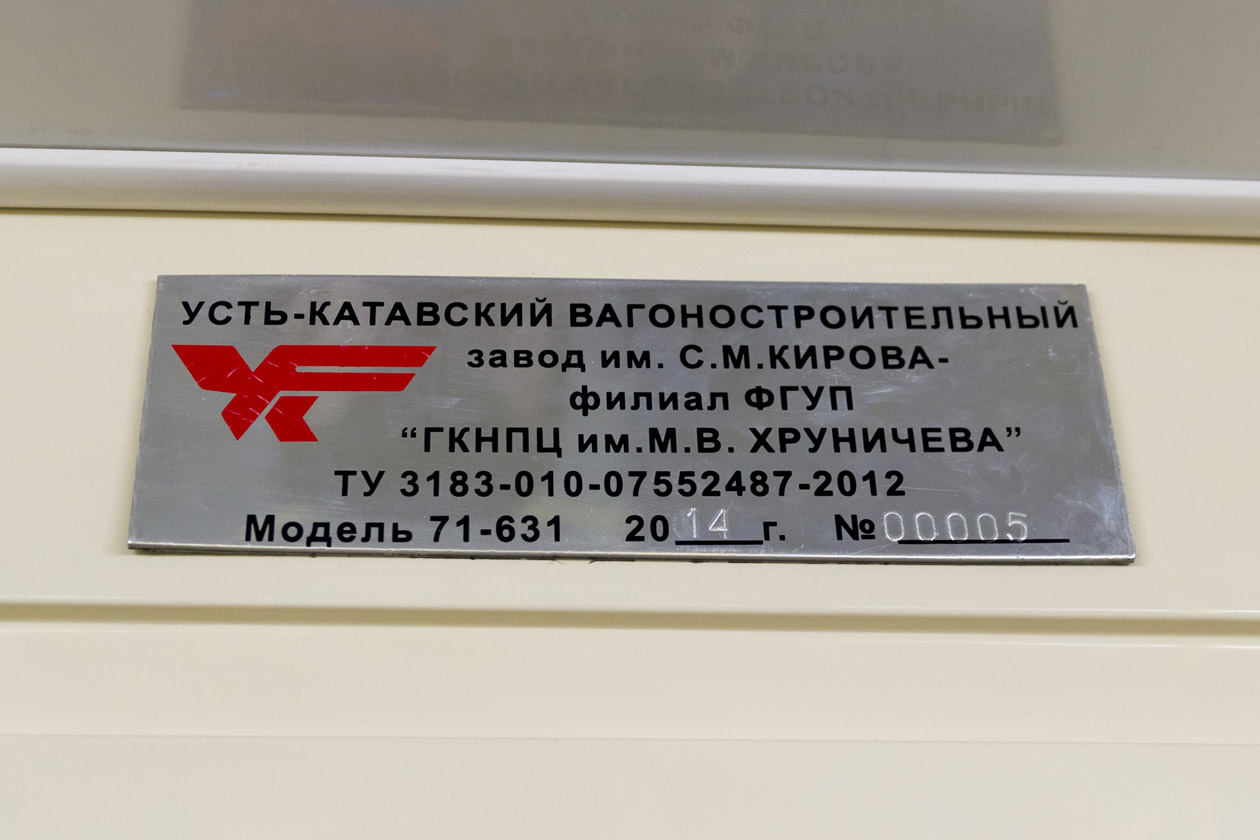 УСТЬ-КАТАВСКИЙ ВАГОНОСТРОИТЕЛЬНЫЙ
завод им. С.М.КИРОВА-
филиал ФГУП
“ГКНПЦ им.М.В. ХРУНИЧЕВА”
ТУ 3183-010-07552487-2012
Модель 71-631 2014г. №00005